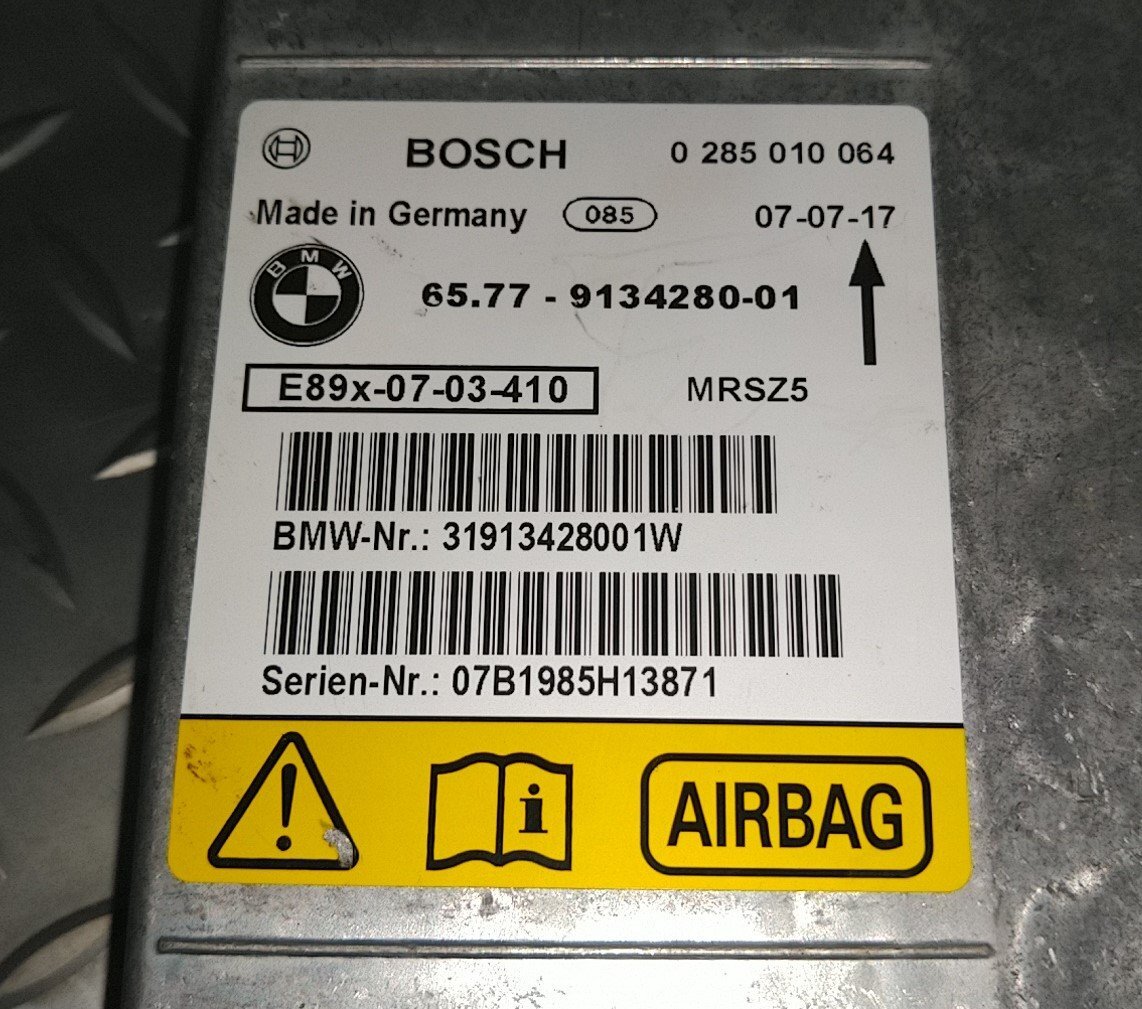 BOSCH 0 285 010 064
Made in Germany 085 07-07-17
BMW
65.77 - 9134280-01
E89x-07-03-410 MRSZ5
BMW-Nr.: 31913428001W
Serien-Nr.: 07B1985H13871
! i AIRBAG